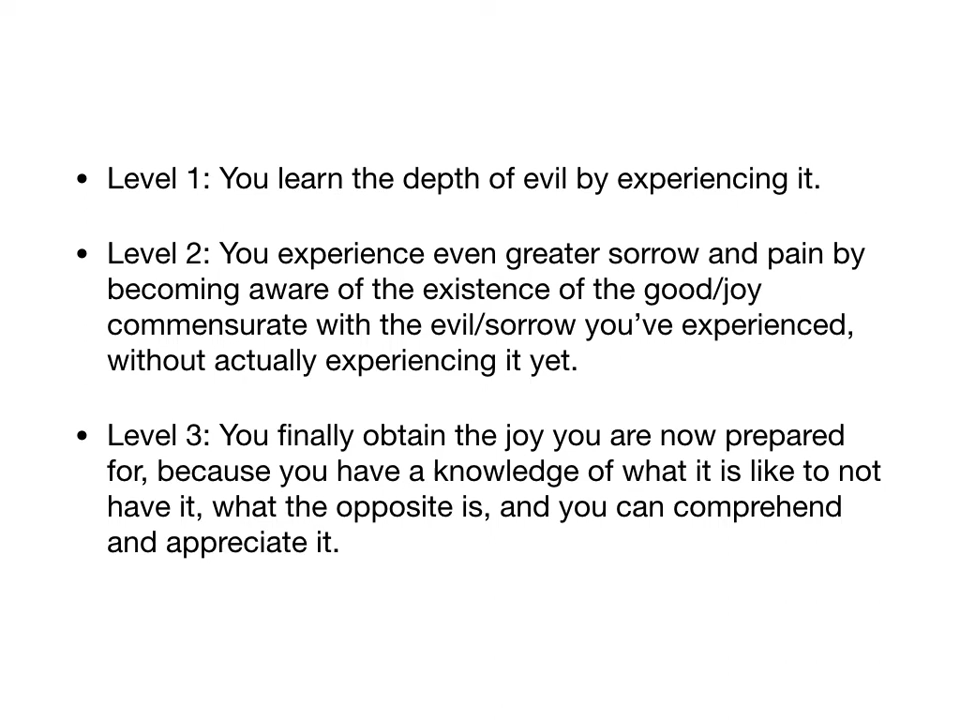 • Level 1: You learn the depth of evil by experiencing it.
• Level 2: You experience even greater sorrow and pain by
becoming aware of the existence of the good/joy
commensurate with the evil/sorrow you’ve experienced,
without actually experiencing it yet.
• Level 3: You finally obtain the joy you are now prepared
for, because you have a knowledge of what it is like to not
have it, what the opposite is, and you can comprehend
and appreciate it.